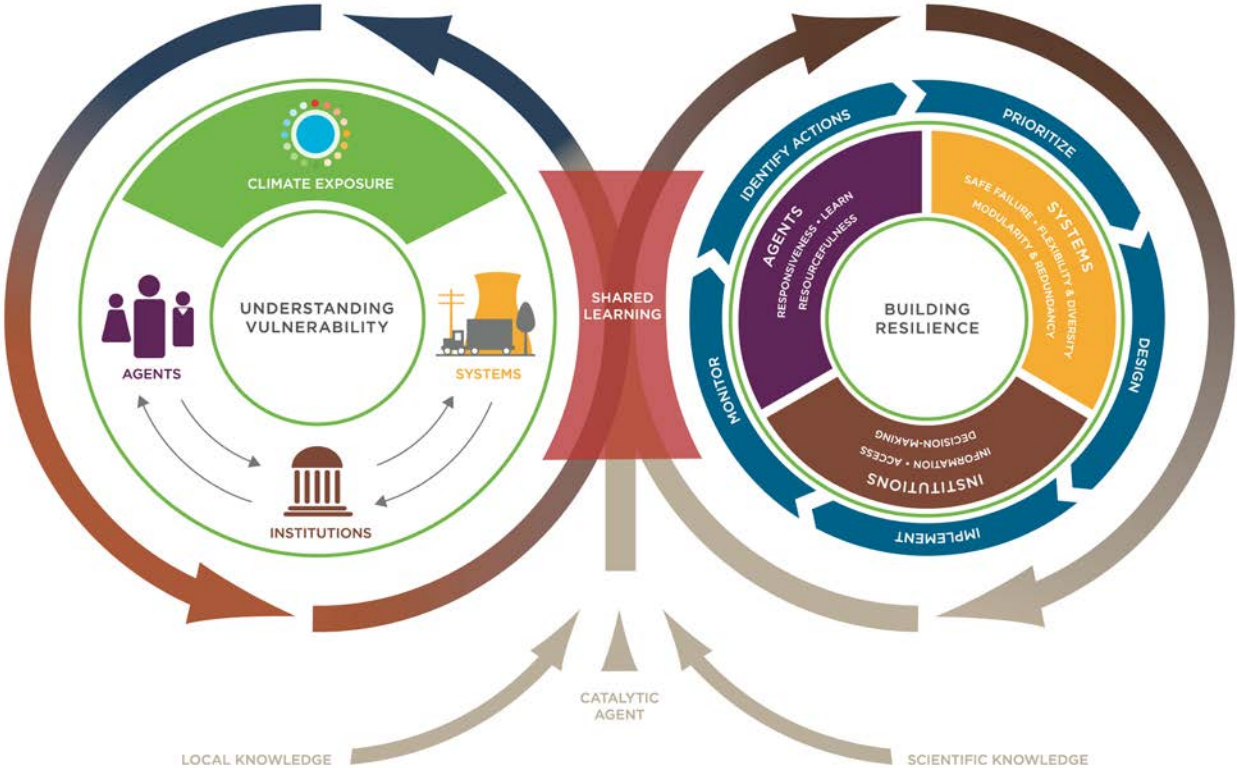 CLIMATE EXPOSURE
UNDERSTANDING
VULNERABILITY
AGENTS
SYSTEMS
INSTITUTIONS
SHARED
LEARNING
IDENTIFY ACTIONS
PRIORITIZE
DESIGN
IMPLEMENT
MONITOR
AGENTS
RESPONSIVENESS • LEARN
RESOURCEFULNESS
SYSTEMS
SAFE FAILURE • FLEXIBILITY & DIVERSITY
MODULARITY & REDUNDANCY
BUILDING
RESILIENCE
INSTITUTIONS
INFORMATION • ACCESS
DECISION-MAKING
CATALYTIC
AGENT
LOCAL KNOWLEDGE
SCIENTIFIC KNOWLEDGE